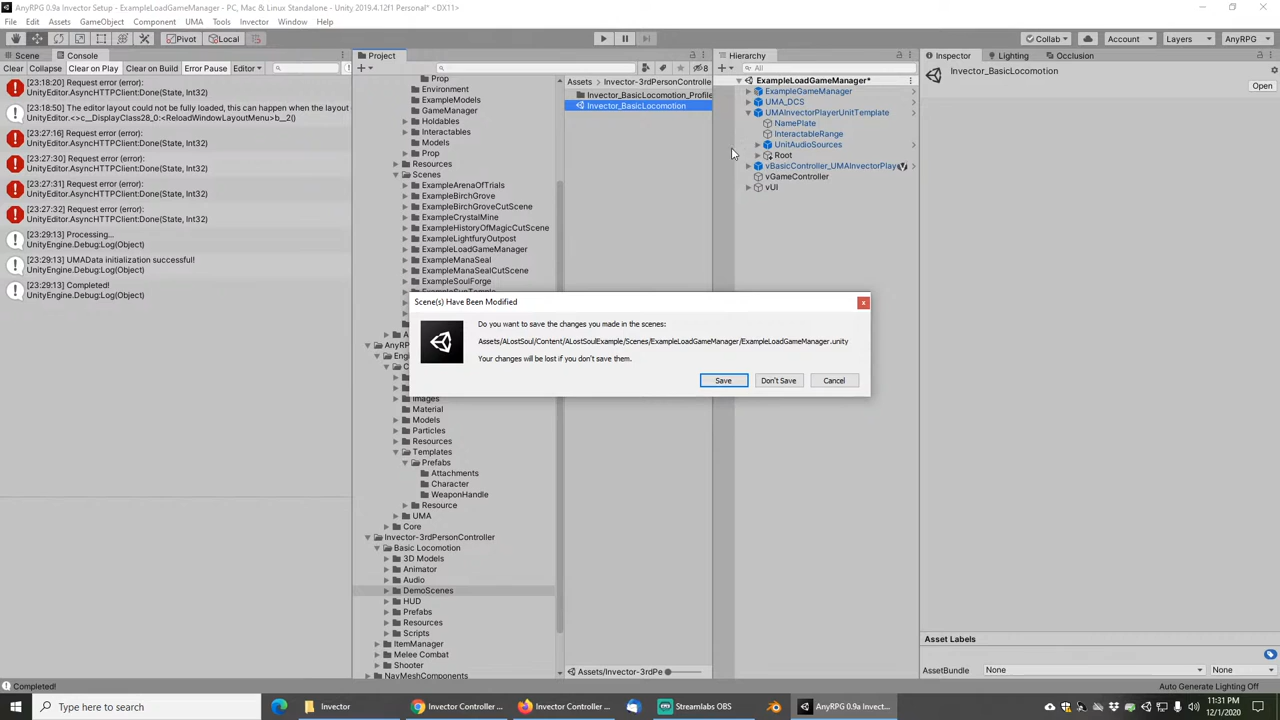 AnyRPG 0.9a Invector Setup - ExampleLoadGameManager - PC, Mac & Linux Standalone - Unity 2019.4.12f1 Personal* <DX11>
File Edit Assets GameObject Component UMA Tools Invector Window Help
Pivot Local Collab Account Layers AnyRPG
Scene Console
Clear Collapse Clear on Play Clear on Build Error Pause Editor
[23:18:20] Request error (error):
UnityEditor.AsyncHTTPClient:Done(State, Int32)
[23:18:50] The editor layout could not be fully loaded, this can happen when the layout
UnityEditor.<>c__DisplayClass28_0:<ReloadWindowLayoutMenu>b__2()
[23:27:16] Request error (error):
UnityEditor.AsyncHTTPClient:Done(State, Int32)
[23:27:30] Request error (error):
UnityEditor.AsyncHTTPClient:Done(State, Int32)
[23:27:31] Request error (error):
UnityEditor.AsyncHTTPClient:Done(State, Int32)
[23:27:32] Request error (error):
UnityEditor.AsyncHTTPClient:Done(State, Int32)
[23:29:13] Processing...
UnityEngine.Debug:Log(Object)
[23:29:13] UMAData initialization successful!
UnityEngine.Debug:Log(Object)
[23:29:13] Completed!
UnityEngine.Debug:Log(Object)
Project
8
Prop
Environment
ExampleModels
GameManager
Holdables
Interactables
Models
Prop
Resources
Scenes
ExampleArenaOfTrials
ExampleBirchGrove
ExampleBirchGroveCutScene
ExampleCrystalMine
ExampleHistoryOfMagicCutScene
ExampleLightfuryOutpost
ExampleLoadGameManager
ExampleManaSeal
ExampleManaSealCutScene
ExampleSoulForge
AnyRP
Eng
Images
Material
Models
Particles
Resources
Templates
Prefabs
Attachments
Character
WeaponHandle
Resource
UMA
Core
Invector-3rdPersonController
Basic Locomotion
3D Models
Animator
Audio
DemoScenes
HUD
Prefabs
Resources
Scripts
ItemManager
Melee Combat
Shooter
NavMeshComponents
Assets > Invector-3rdPersonControlle
Invector_BasicLocomotion_Profile
Invector_BasicLocomotion
Assets/Invector-3rdPe
Hierarchy
All
ExampleLoadGameManager*
ExampleGameManager
UMA_DCS
UMAInvectorPlayerUnitTemplate
NamePlate
InteractableRange
UnitAudioSources
Root
vBasicController_UMAInvectorPlay
vGameController
vUI
Inspector Lighting Occlusion
Invector_BasicLocomotion
Open
Asset Labels
AssetBundle None None
Scene(s) Have Been Modified
Do you want to save the changes you made in the scenes:
Assets/ALostSoul/Content/ALostSoulExample/Scenes/ExampleLoadGameManager/ExampleLoadGameManager.unity
Your changes will be lost if you don't save them.
Save Don't Save Cancel
Completed!
Auto Generate Lighting Off
Type here to search
Invector
Invector Controller ...
Invector Controller ...
Streamlabs OBS
AnyRPG 0.9a Invect...
11:31 PM
12/1/2020